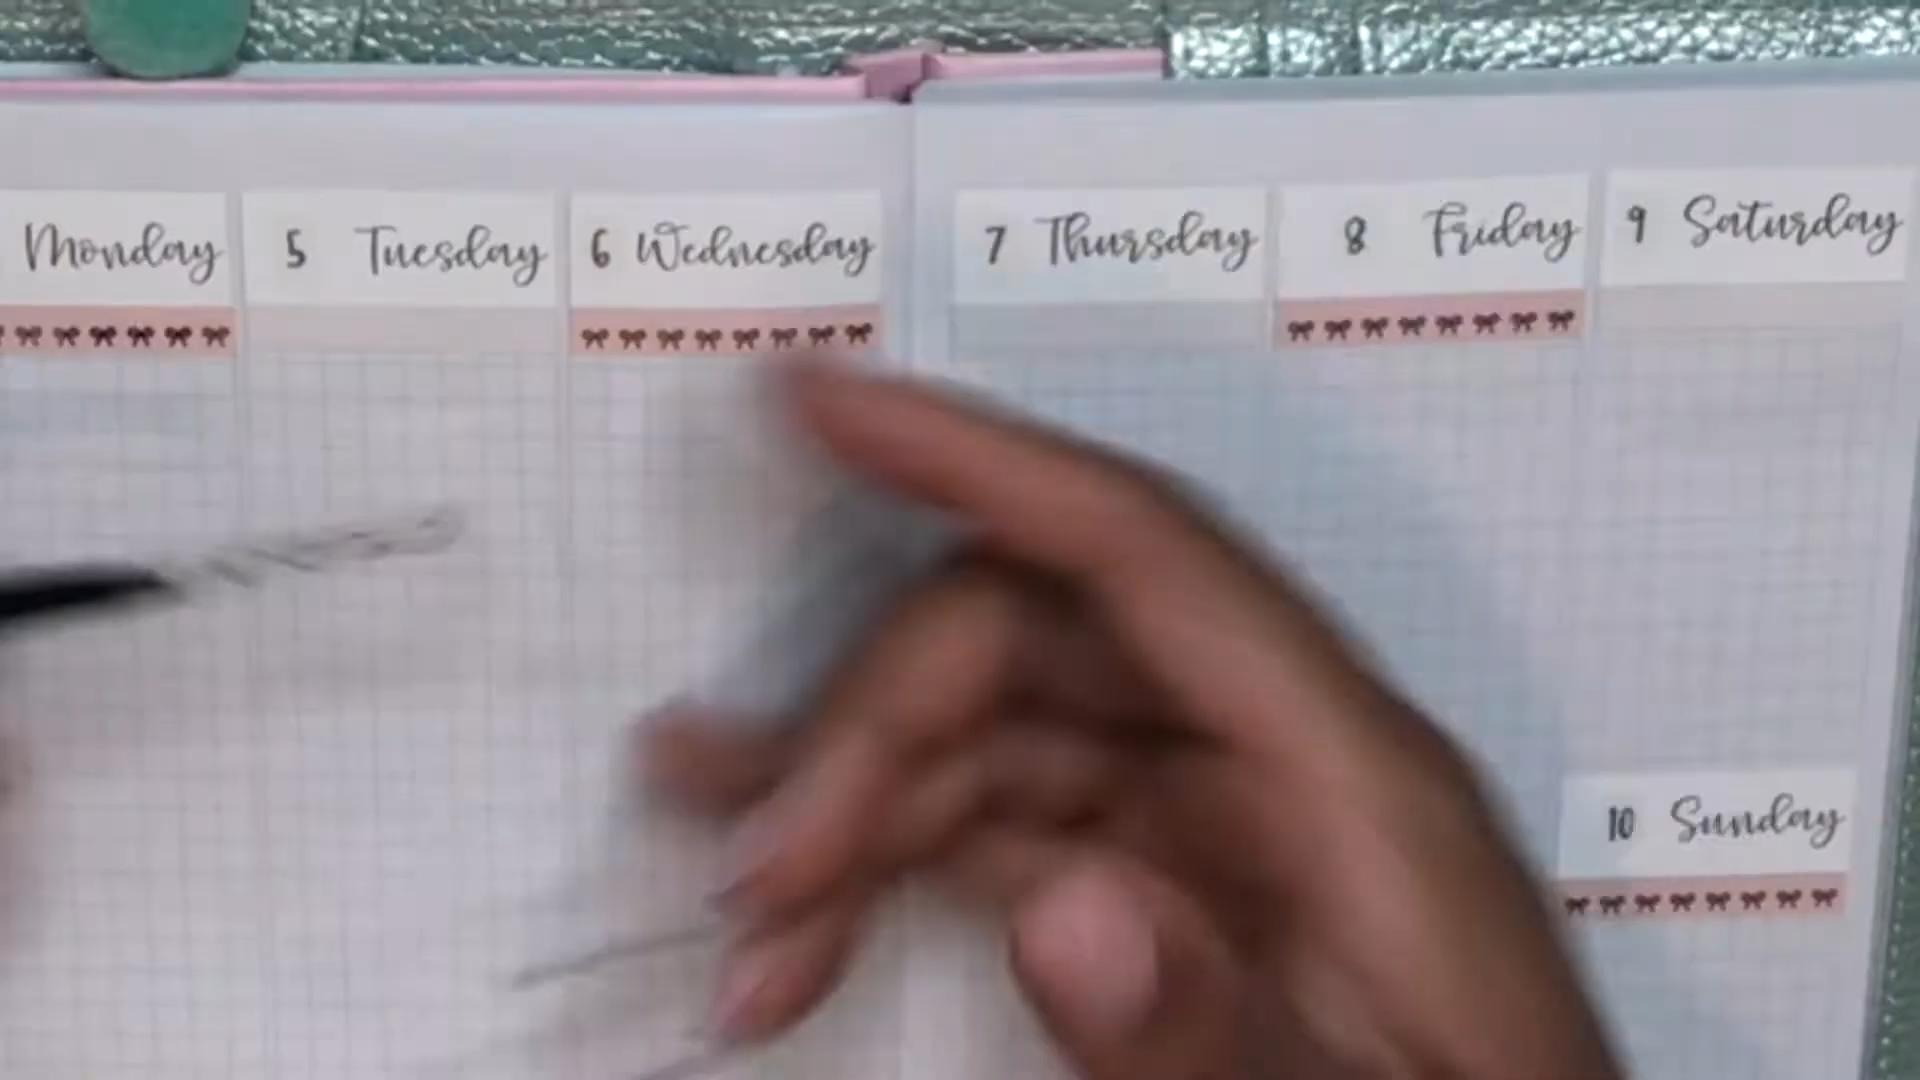 Monday
5 Tuesday
6 Wednesday
7 Thursday
8 Friday
9 Saturday
10 Sunday